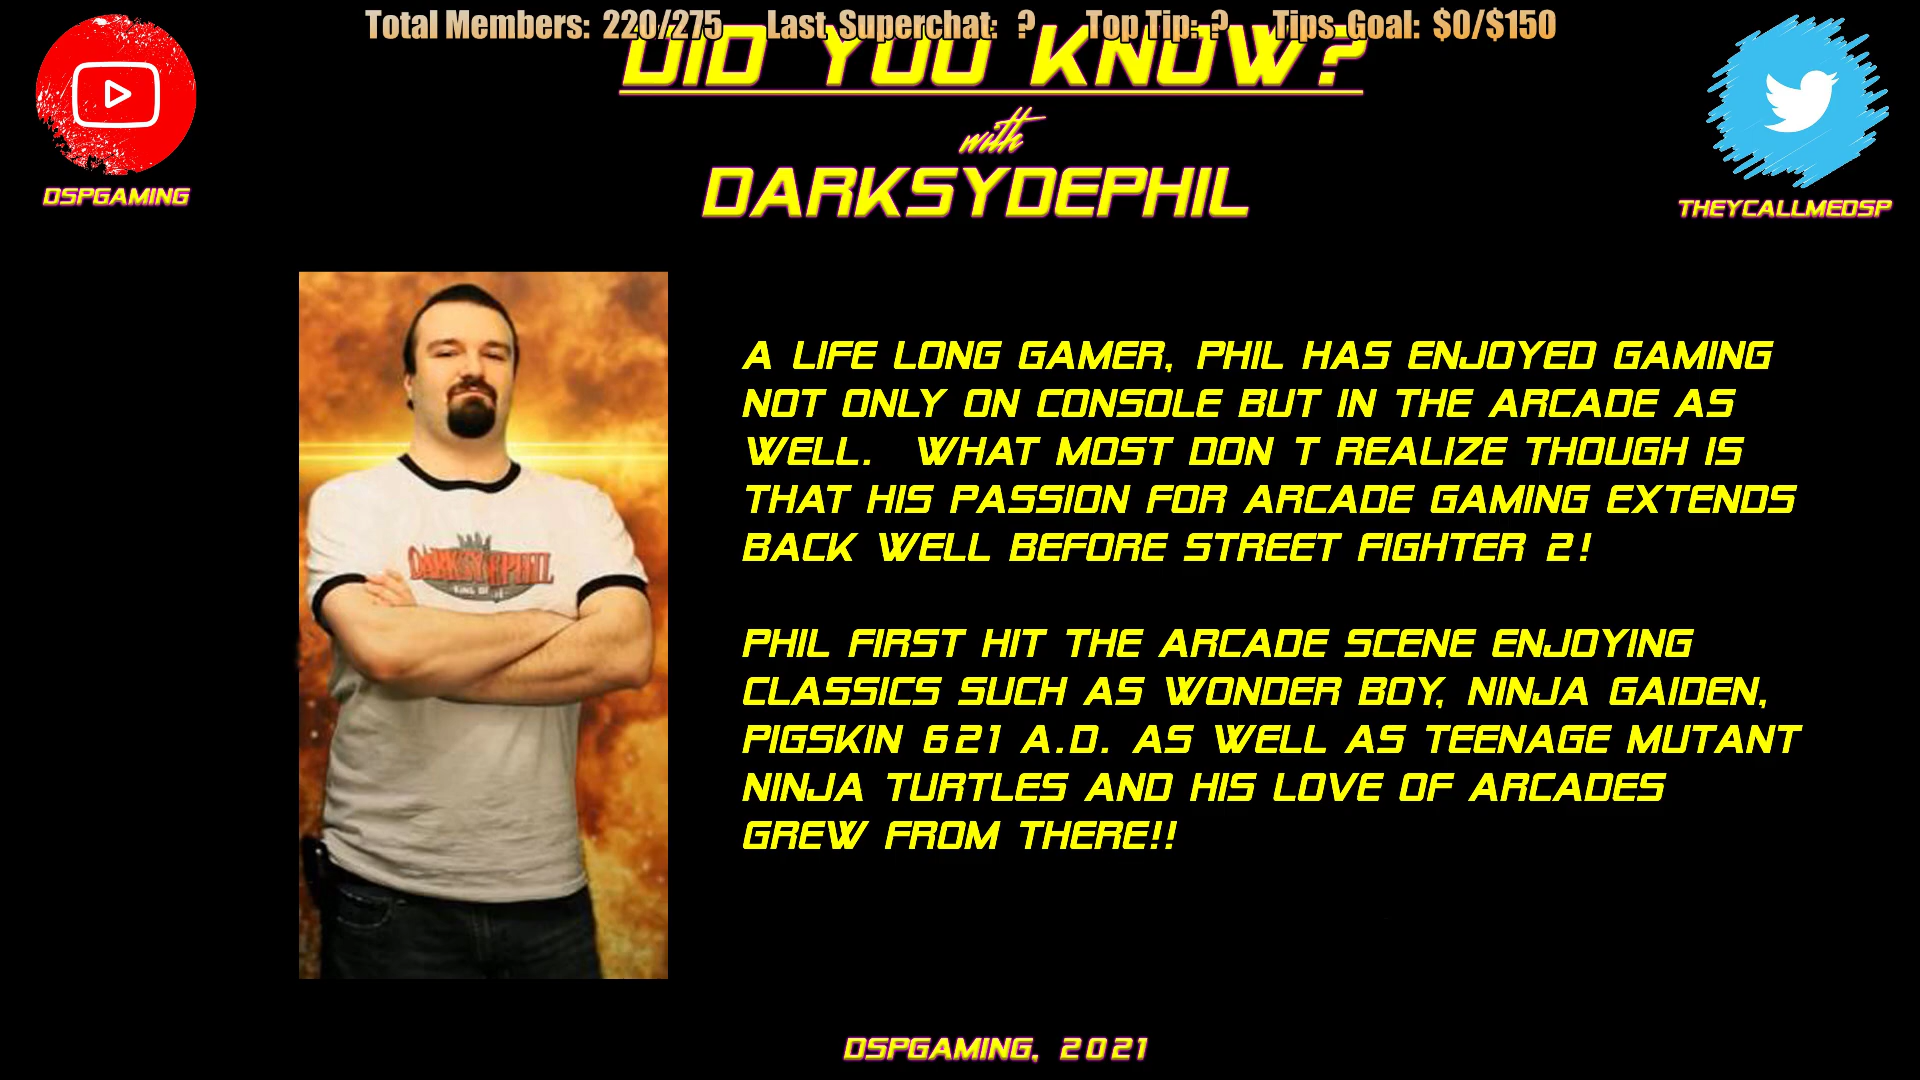 Total Members: 220/275 Last Superchat: ? Top Tip: ? Tips Goal: $0/$150
DID YOU KNOW?
with
DARKSYDEPHIL
DSPGAMING
THEYCALLMEDSP
A LIFE LONG GAMER, PHIL HAS ENJOYED GAMING
NOT ONLY ON CONSOLE BUT IN THE ARCADE AS
WELL. WHAT MOST DON T REALIZE THOUGH IS
THAT HIS PASSION FOR ARCADE GAMING EXTENDS
BACK WELL BEFORE STREET FIGHTER 2!
PHIL FIRST HIT THE ARCADE SCENE ENJOYING
CLASSICS SUCH AS WONDER BOY, NINJA GAIDEN,
PIGSKIN 621 A.D. AS WELL AS TEENAGE MUTANT
NINJA TURTLES AND HIS LOVE OF ARCADES
GREW FROM THERE!!
DARKSYDEPHIL
KING OF
DSPGAMING, 2021